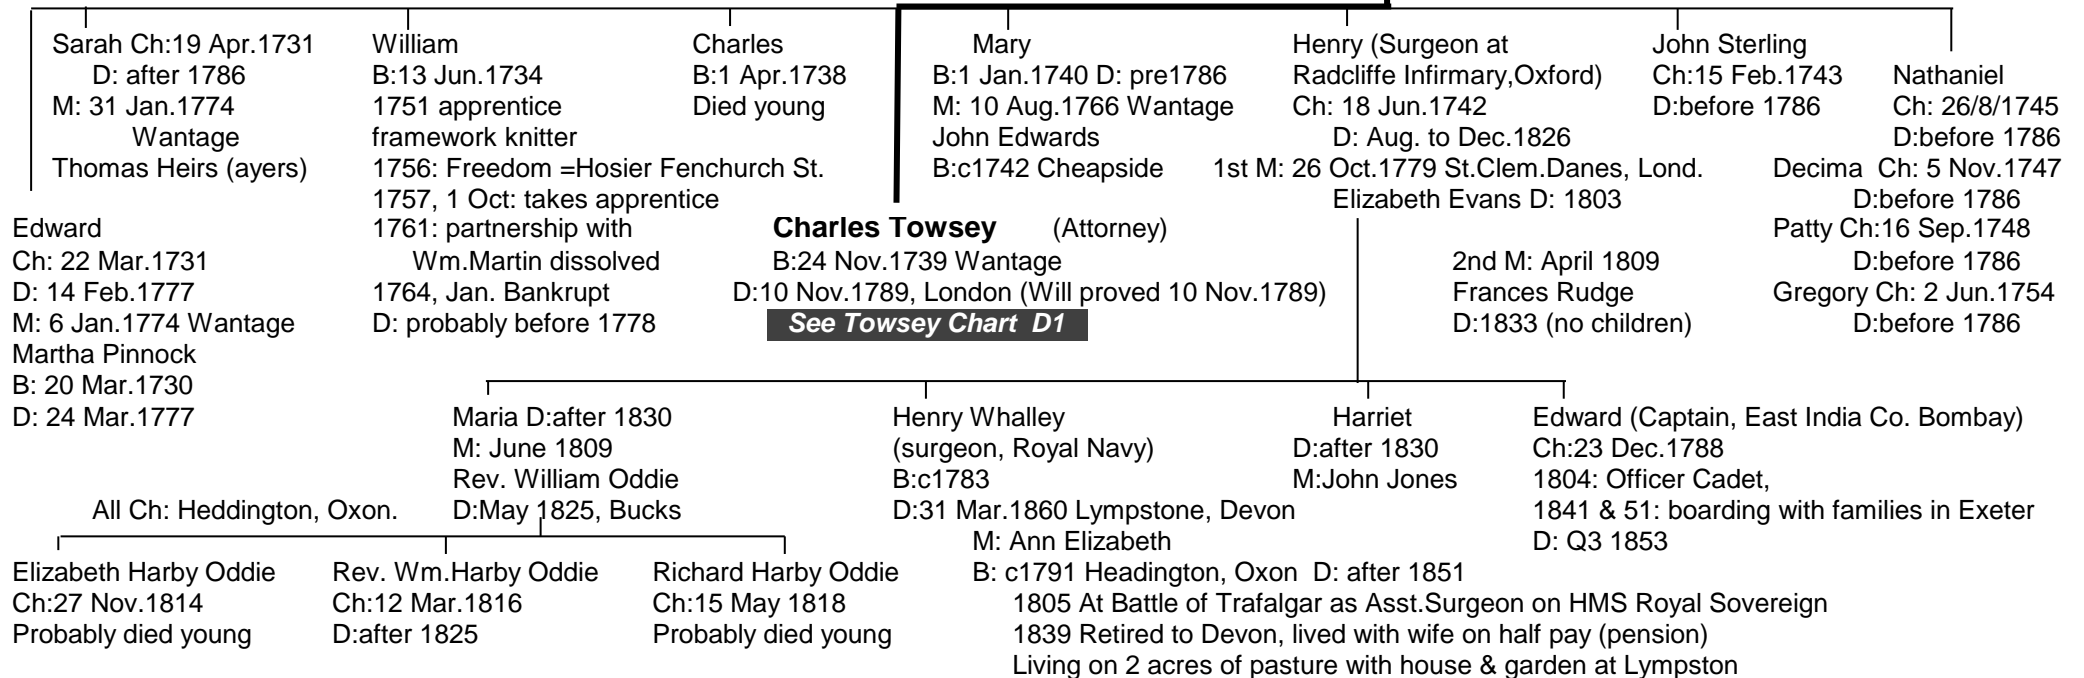 Sarah Ch:19 Apr.1731
D: after 1786
M: 31 Jan.1774
Wantage
Thomas Heirs (ayers)
William
B:13 Jun.1734
1751 apprentice
framework knitter
1756: Freedom =Hosier Fenchurch St.
1757, 1 Oct: takes apprentice
1761: partnership with
Wm.Martin dissolved
1764, Jan. Bankrupt
D: probably before 1778
Charles
B:1 Apr.1738
Died young
Mary
B:1 Jan.1740 D: pre1786
M: 10 Aug.1766 Wantage
John Edwards
B:c1742 Cheapside
Henry (Surgeon at
Radcliffe Infirmary,Oxford)
Ch: 18 Jun.1742
D: Aug. to Dec.1826
1st M: 26 Oct.1779 St.Clem.Danes, Lond.
Elizabeth Evans D: 1803
2nd M: April 1809
Frances Rudge
D:1833 (no children)
John Sterling
Ch:15 Feb.1743
D:before 1786
Nathaniel
Ch: 26/8/1745
D:before 1786
Decima Ch: 5 Nov.1747
D:before 1786
Patty Ch:16 Sep.1748
D:before 1786
Gregory Ch: 2 Jun.1754
D:before 1786
Edward
Ch: 22 Mar.1731
D: 14 Feb.1777
M: 6 Jan.1774 Wantage
Martha Pinnock
B: 20 Mar.1730
D: 24 Mar.1777
Charles Towsey (Attorney)
B:24 Nov.1739 Wantage
D:10 Nov.1789, London (Will proved 10 Nov.1789)
See Towsey Chart D1
Maria D:after 1830
M: June 1809
Rev. William Oddie
D:May 1825, Bucks
Henry Whalley
(surgeon, Royal Navy)
B:c1783
D:31 Mar.1860 Lympstone, Devon
M: Ann Elizabeth
B: c1791 Headington, Oxon D: after 1851
1805 At Battle of Trafalgar as Asst.Surgeon on HMS Royal Sovereign
1839 Retired to Devon, lived with wife on half pay (pension)
Living on 2 acres of pasture with house & garden at Lympston
Harriet
D:after 1830
M:John Jones
Edward (Captain, East India Co. Bombay)
Ch:23 Dec.1788
1804: Officer Cadet,
1841 & 51: boarding with families in Exeter
D: Q3 1853
All Ch: Heddington, Oxon.
Elizabeth Harby Oddie
Ch:27 Nov.1814
Probably died young
Rev. Wm.Harby Oddie
Ch:12 Mar.1816
D:after 1825
Richard Harby Oddie
Ch:15 May 1818
Probably died young